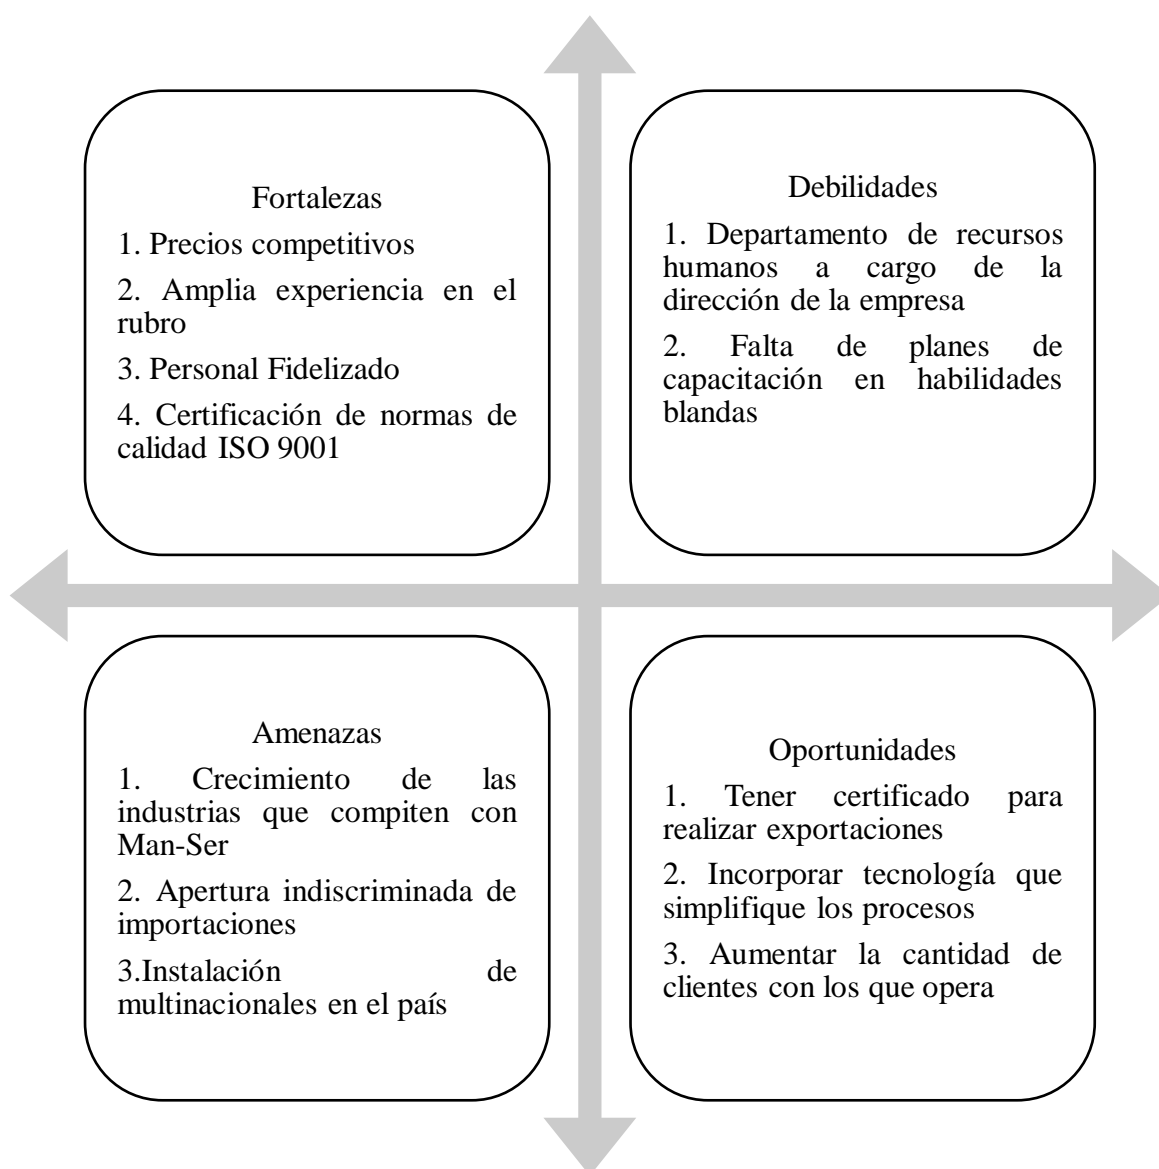 Fortalezas
1. Precios competitivos
2. Amplia experiencia en el
rubro
3. Personal Fidelizado
4. Certificación de normas de
calidad ISO 9001
Debilidades
1. Departamento de recursos
humanos a cargo de la
dirección de la empresa
2. Falta de planes de
capacitación en habilidades
blandas
Amenazas
1. Crecimiento de las
industrias que compiten con
Man-Ser
2. Apertura indiscriminada de
importaciones
3.Instalación de
multinacionales en el país
Oportunidades
1. Tener certificado para
realizar exportaciones
2. Incorporar tecnología que
simplifique los procesos
3. Aumentar la cantidad de
clientes con los que opera